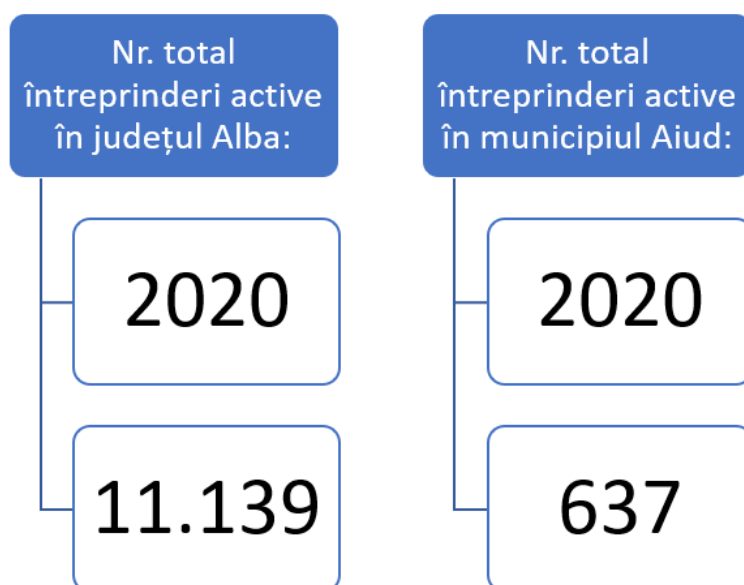 Nr. total
întreprinderi active
în județul Alba:
2020
11.139
Nr. total
întreprinderi active
în municipiul Aiud:
2020
637